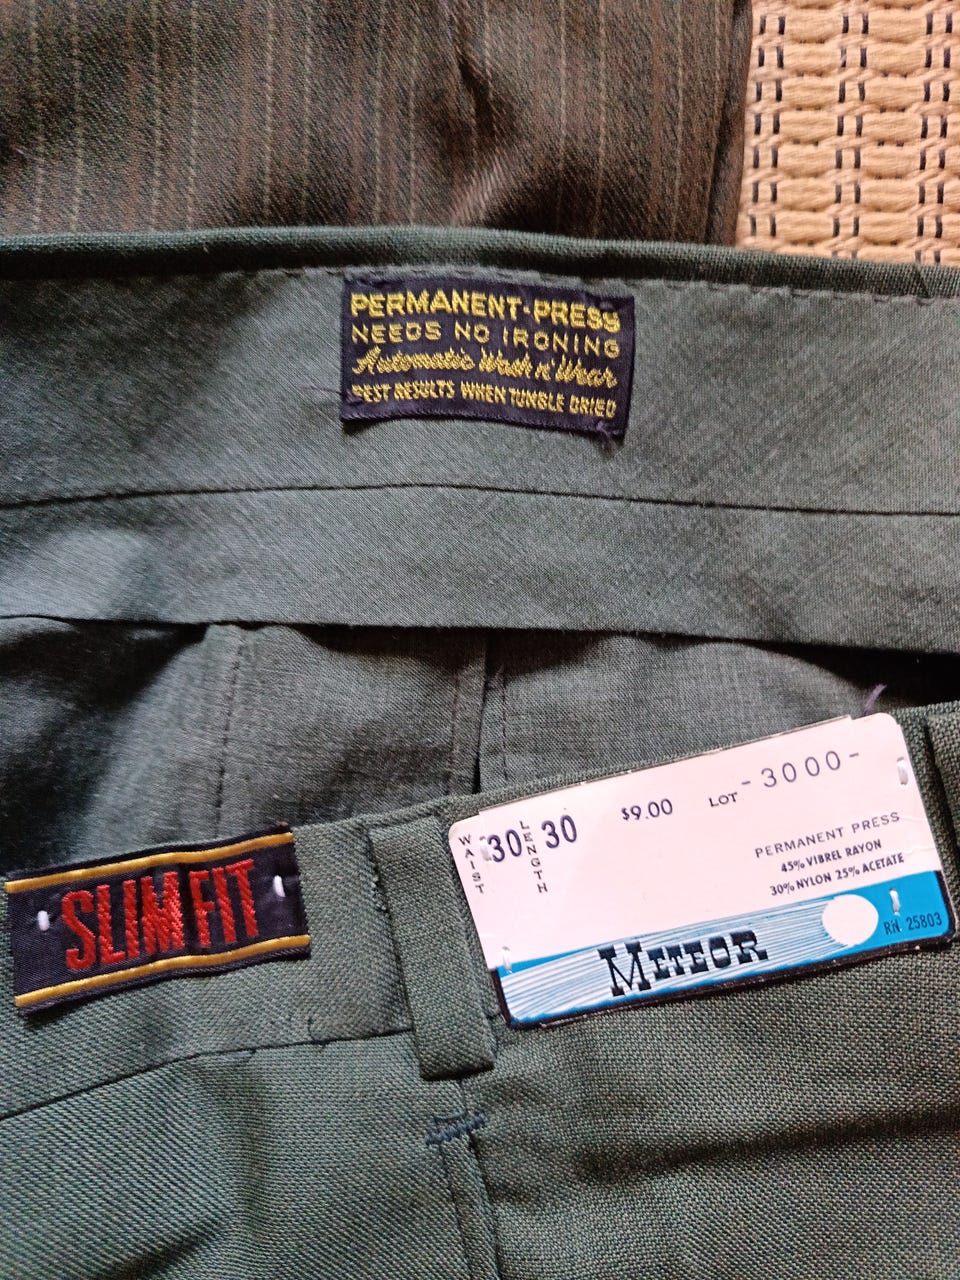 PERMANENT-PRESS
NEEDS NO IRONING
Automatic Wash n' Wear
BEST RESULTS WHEN TUMBLE DRIED
SLIM FIT
WAIST 30 LENGTH 30
$9.00
LOT -3000-
PERMANENT PRESS
45% VIBREL RAYON
30% NYLON 25% ACETATE
METEOR
RN 25803